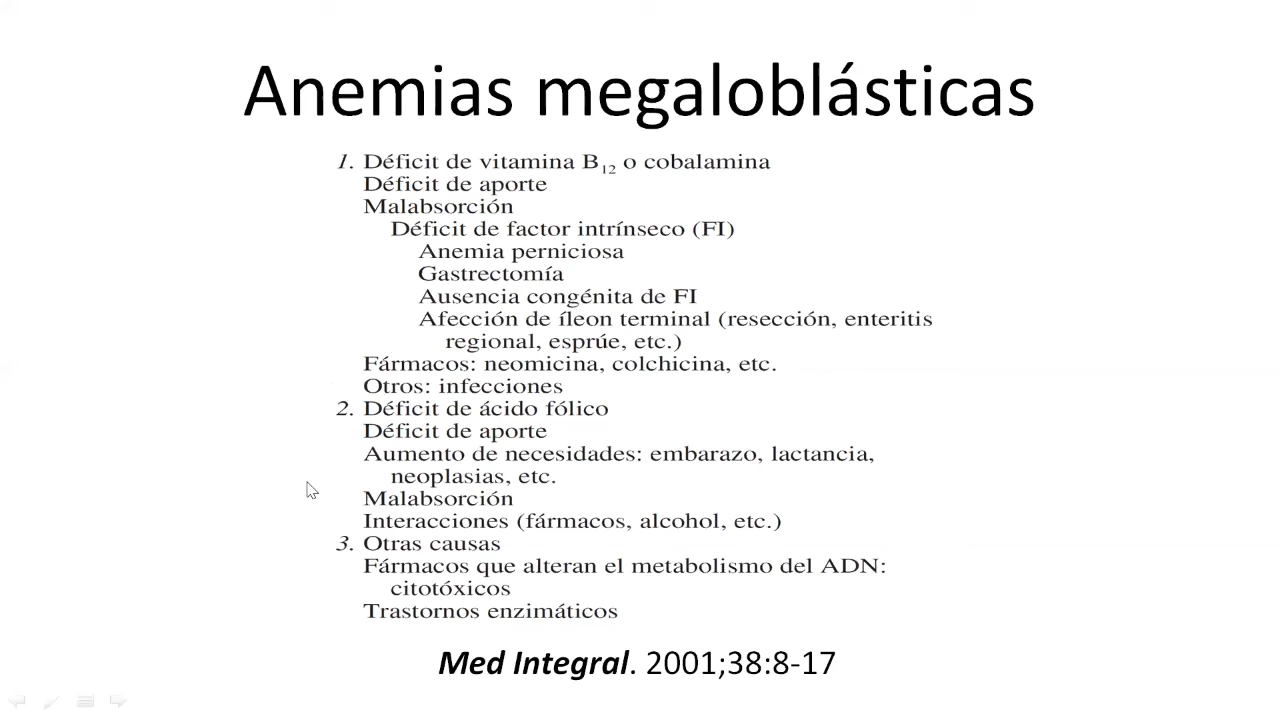 Anemias megaloblásticas
1. Déficit de vitamina B12 o cobalamina
Déficit de aporte
Malabsorción
Déficit de factor intrínseco (FI)
Anemia perniciosa
Gastrectomía
Ausencia congénita de FI
Afección de íleon terminal (resección, enteritis
regional, esprúe, etc.)
Fármacos: neomicina, colchicina, etc.
Otros: infecciones
2. Déficit de ácido fólico
Déficit de aporte
Aumento de necesidades: embarazo, lactancia,
neoplasias, etc.
Malabsorción
Interacciones (fármacos, alcohol, etc.)
3. Otras causas
Fármacos que alteran el metabolismo del ADN:
citotóxicos
Trastornos enzimáticos
Med Integral. 2001;38:8-17